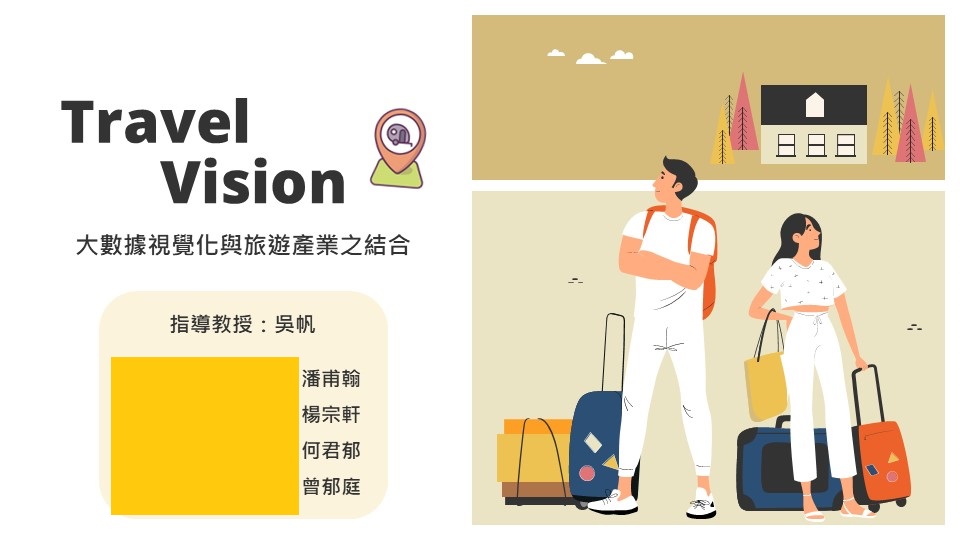 Travel
Vision
大數據視覺化與旅遊產業之結合
指導教授：吳帆
潘甫翰
楊宗軒
何君郁
曾郁庭